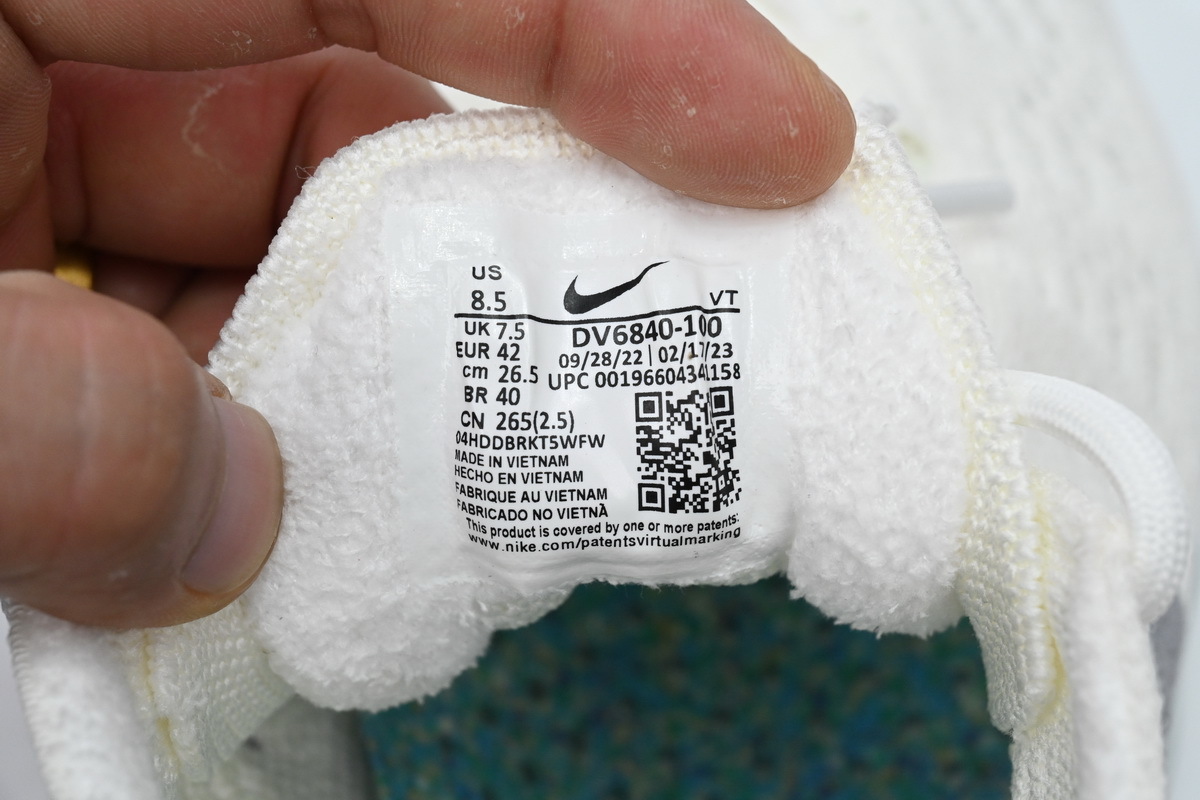 US
8.5
VT
UK 7.5
EUR 42
cm 26.5
BR 40
CN 265(2.5)
DV6840-100
09/28/22 | 02/17/23
UPC 00196604341158
04HDDBRKT5WFW
MADE IN VIETNAM
HECHO EN VIETNAM
FABRIQUE AU VIETNAM
FABRICADO NO VIETNÃ
This product is covered by one or more patents:
www.nike.com/patentsvirtualmarking